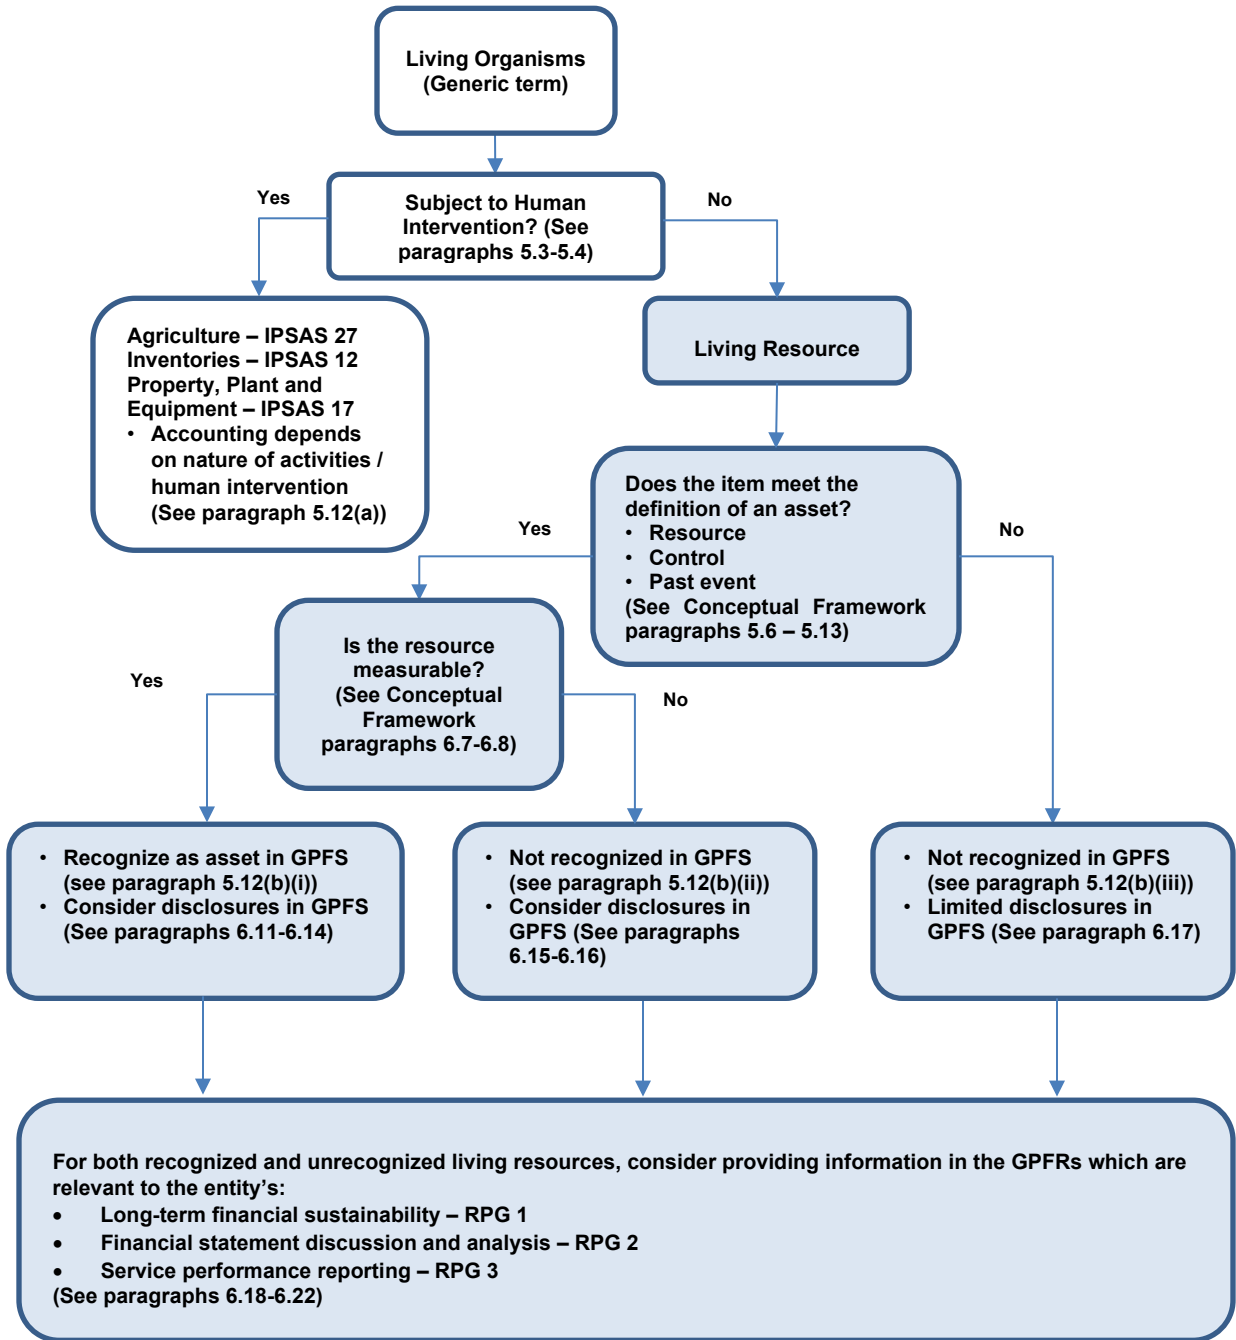 Living Organisms
(Generic term)
Yes
Subject to Human
Intervention? (See
paragraphs 5.3-5.4)
No
Agriculture – IPSAS 27
Inventories – IPSAS 12
Property, Plant and
Equipment – IPSAS 17
• Accounting depends
on nature of activities /
human intervention
(See paragraph 5.12(a))
Living Resource
Does the item meet the
definition of an asset?
• Resource
• Control
• Past event
(See Conceptual Framework
paragraphs 5.6 – 5.13)
Yes
No
Is the resource
measurable?
(See Conceptual
Framework
paragraphs 6.7-6.8)
Yes
No
• Recognize as asset in GPFS
(see paragraph 5.12(b)(i))
• Consider disclosures in GPFS
(See paragraphs 6.11-6.14)
• Not recognized in GPFS
(see paragraph 5.12(b)(ii))
• Consider disclosures in
GPFS (See paragraphs
6.15-6.16)
• Not recognized in GPFS
(see paragraph 5.12(b)(iii))
• Limited disclosures in
GPFS (See paragraph 6.17)
For both recognized and unrecognized living resources, consider providing information in the GPFRs which are
relevant to the entity’s:
• Long-term financial sustainability – RPG 1
• Financial statement discussion and analysis – RPG 2
• Service performance reporting – RPG 3
(See paragraphs 6.18-6.22)